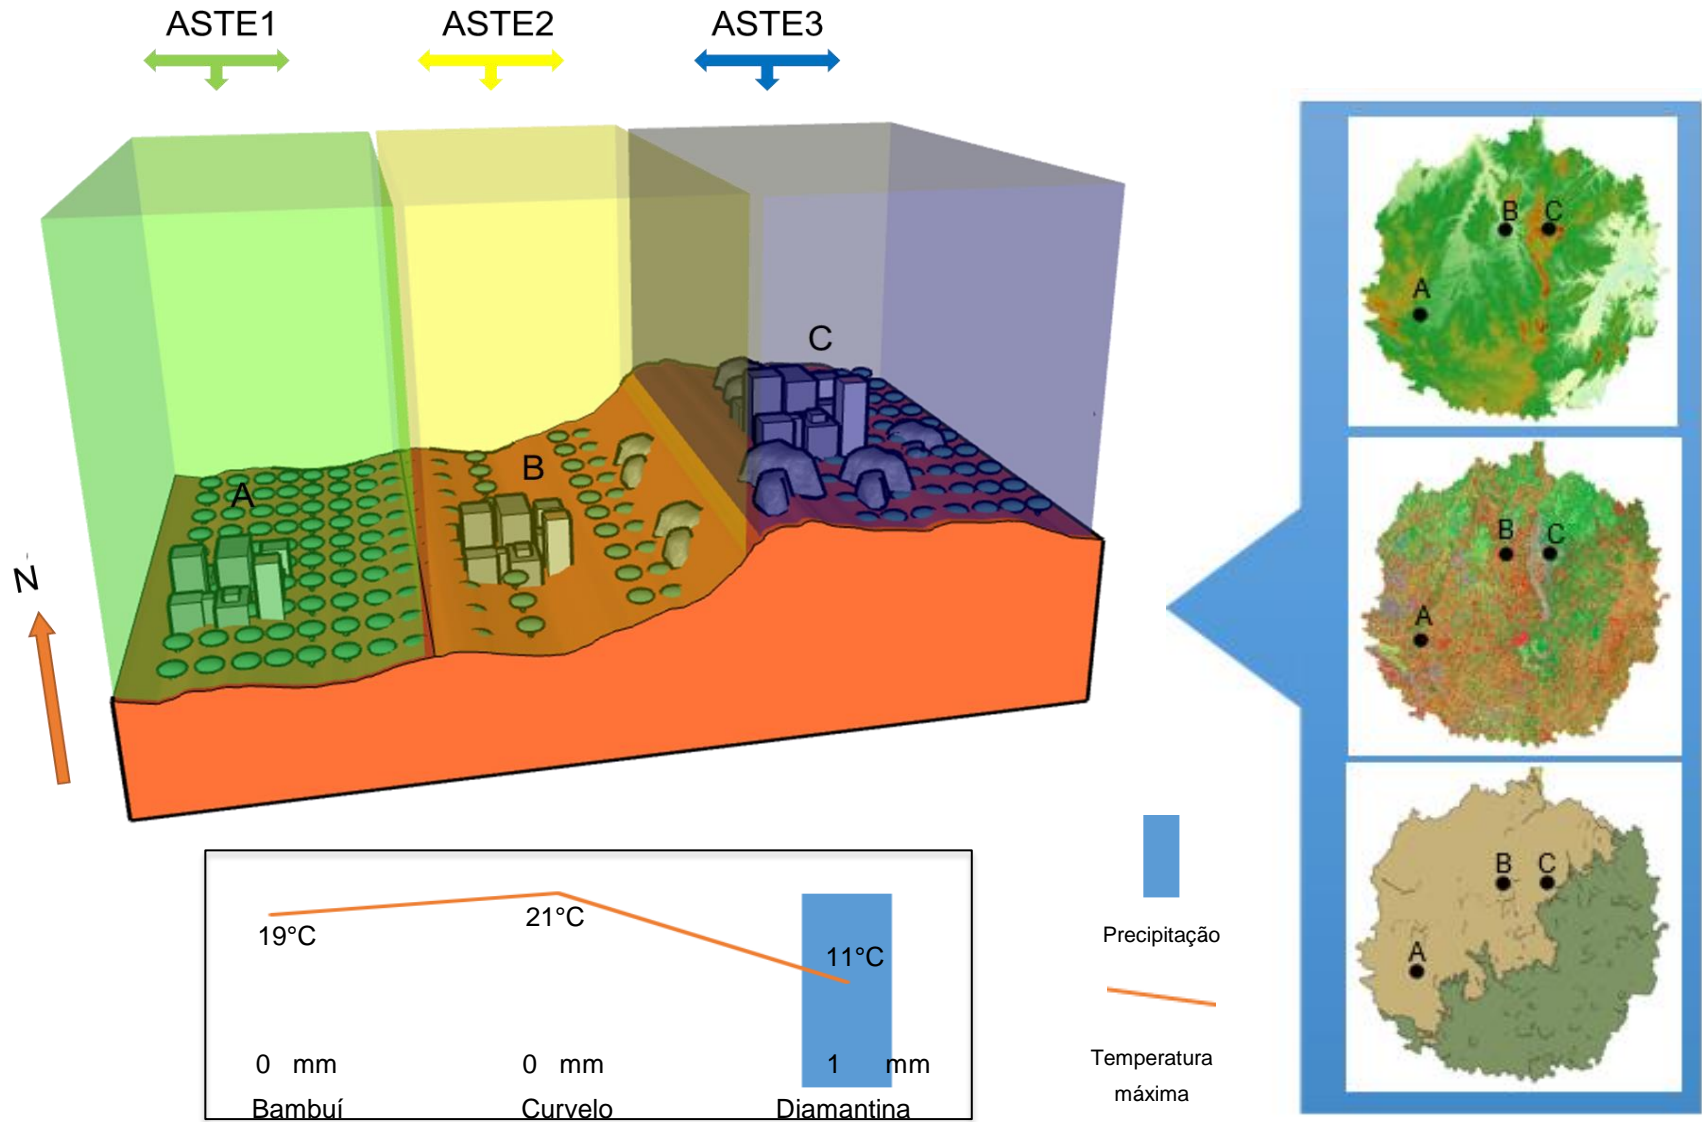 ASTE1 ASTE2 ASTE3
A
B
C
N
19°C
21°C
11°C
0 mm
0 mm
1 mm
Bambuí
Curvelo
Diamantina
Precipitação
Temperatura
máxima
B C
A
B C
A
B C
A